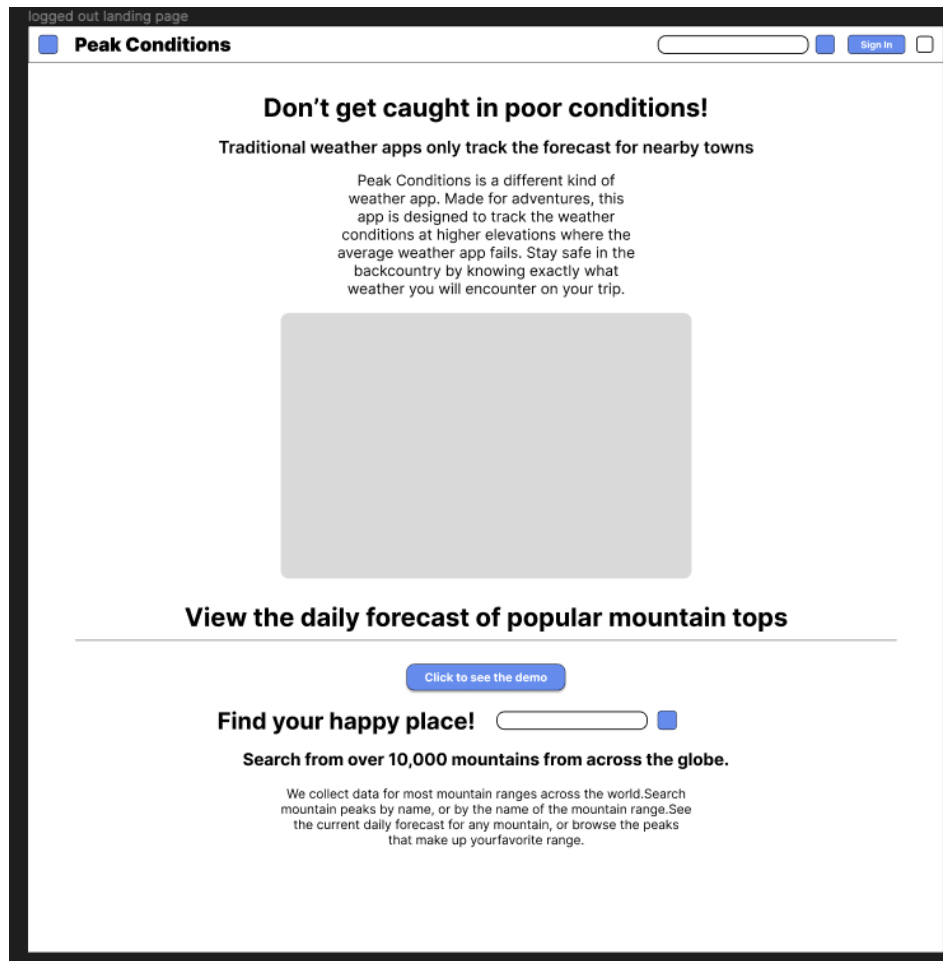 logged out landing page
Peak Conditions
Sign In
Don't get caught in poor conditions!
Traditional weather apps only track the forecast for nearby towns
Peak Conditions is a different kind of
weather app. Made for adventures, this
app is designed to track the weather
conditions at higher elevations where the
average weather app fails. Stay safe in the
backcountry by knowing exactly what
weather you will encounter on your trip.
View the daily forecast of popular mountain tops
Click to see the demo
Find your happy place!
Search from over 10,000 mountains from across the globe.
We collect data for most mountain ranges across the world.Search
mountain peaks by name, or by the name of the mountain range.See
the current daily forecast for any mountain, or browse the peaks
that make up yourfavorite range.